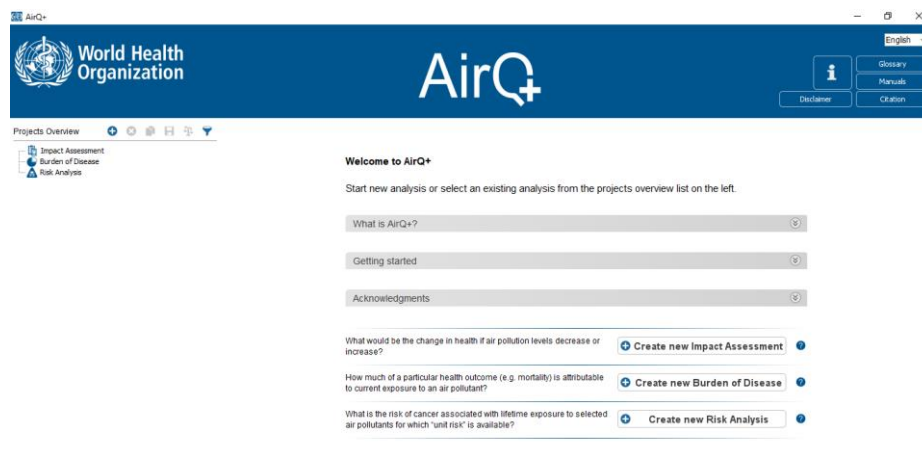 AirQ+
English
World Health
Organization
AirQ+
i
Glossary
Manuals
Disclaimer
Citation
Projects Overview
Impact Assessment
Burden of Disease
Risk Analysis
Welcome to AirQ+
Start new analysis or select an existing analysis from the projects overview list on the left.
What is AirQ+?
Getting started
Acknowledgments
What would be the change in health if air pollution levels decrease or
increase?
Create new Impact Assessment
How much of a particular health outcome (e.g. mortality) is attributable
to current exposure to an air pollutant?
Create new Burden of Disease
What is the risk of cancer associated with lifetime exposure to selected
air pollutants for which "unit risk" is available?
Create new Risk Analysis